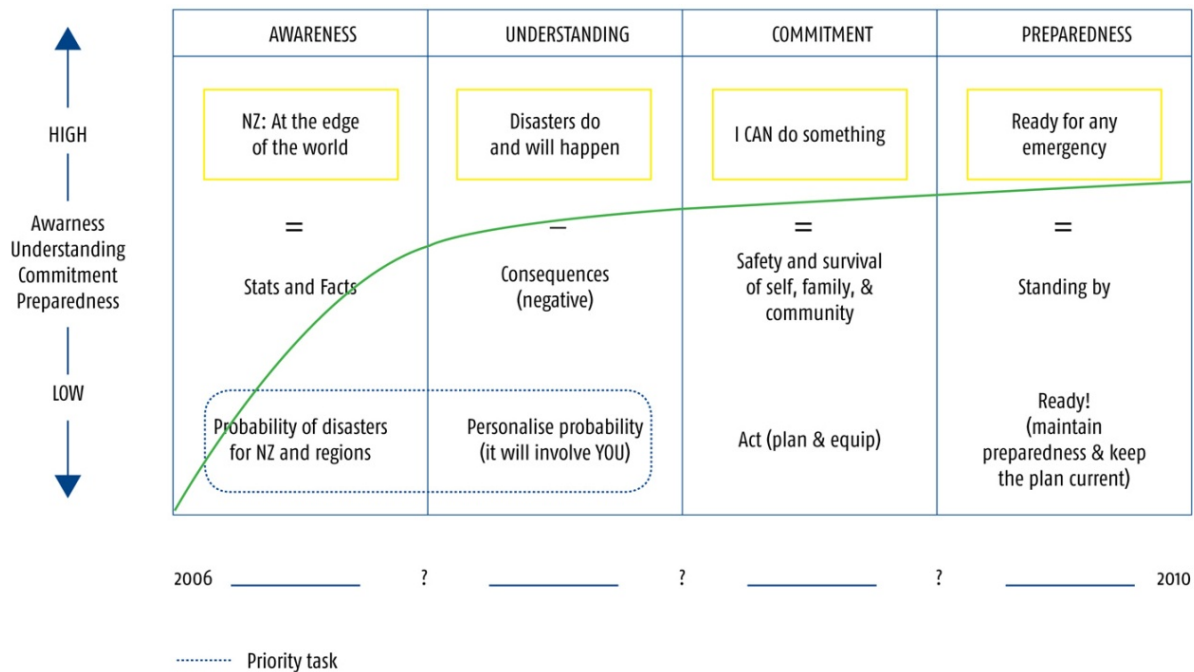 AWARENESS UNDERSTANDING COMMITMENT PREPAREDNESS
HIGH
Awarness
Understanding
Commitment
Preparedness
LOW
NZ: At the edge
of the world
=
Stats and Facts
Probability of disasters
for NZ and regions
Disasters do
and will happen
–
Consequences
(negative)
Personalise probability
(it will involve YOU)
I CAN do something
=
Safety and survival
of self, family, &
community
Act (plan & equip)
Ready for any
emergency
=
Standing by
Ready!
(maintain
preparedness & keep
the plan current)
2006 ? ? ? 2010
Priority task